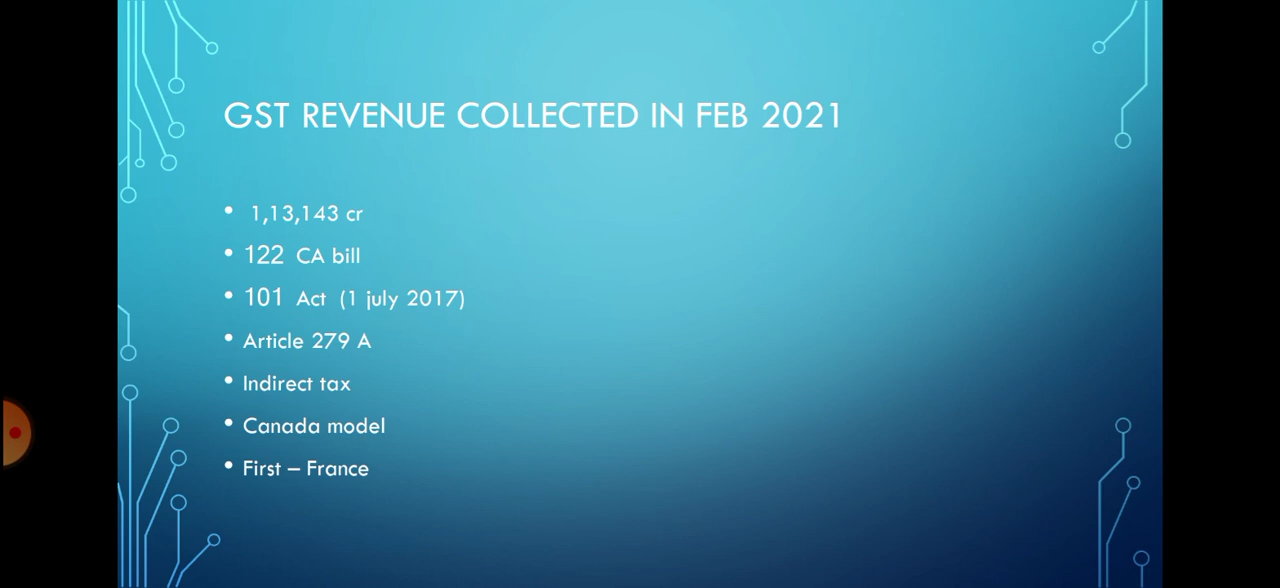 GST REVENUE COLLECTED IN FEB 2021
• 1,13,143 cr
• 122 CA bill
• 101 Act (1 july 2017)
• Article 279 A
• Indirect tax
• Canada model
• First – France